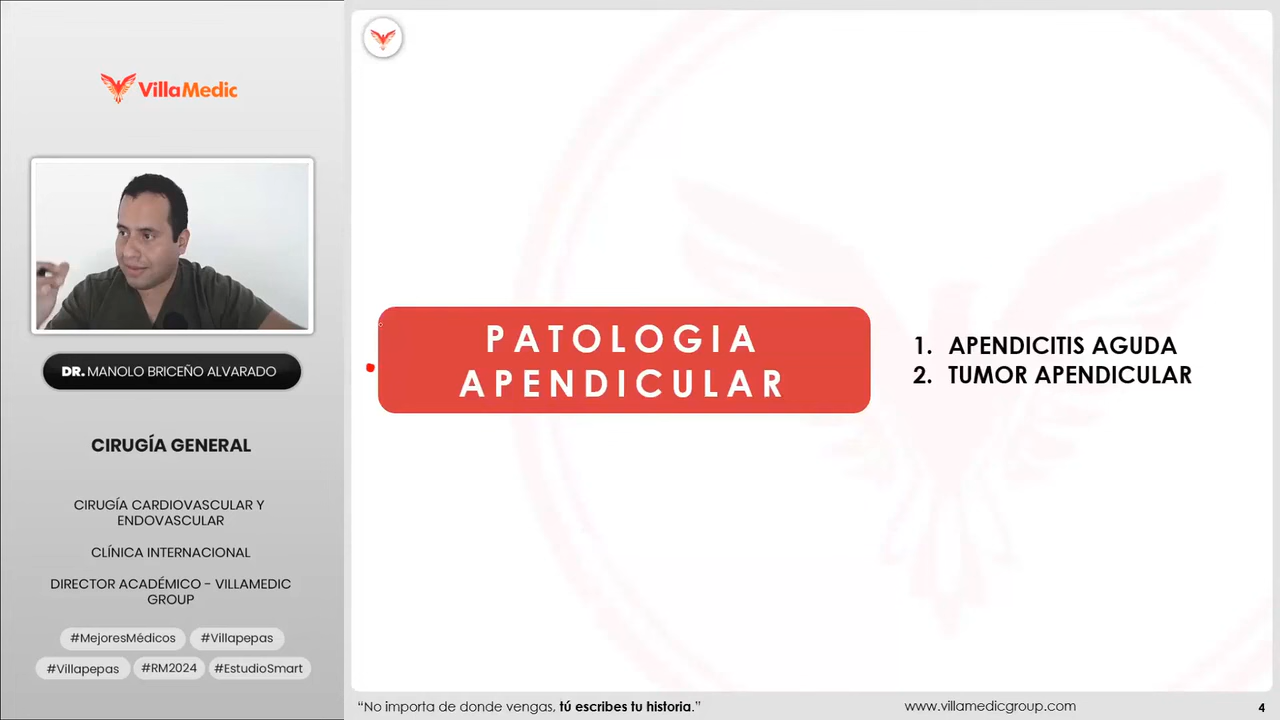 VillaMedic
DR. MANOLO BRICEÑO ALVARADO
CIRUGÍA GENERAL
CIRUGÍA CARDIOVASCULAR Y
ENDOVASCULAR
CLÍNICA INTERNACIONAL
DIRECTOR ACADÉMICO - VILLAMEDIC
GROUP
#MejoresMédicos #Villapepas
#Villapepas #RM2024 #EstudioSmart
PATOLOGIA
APENDICULAR
1. APENDICITIS AGUDA
2. TUMOR APENDICULAR
“No importa de donde vengas, tú escribes tu historia.”
www.villamedicgroup.com
4